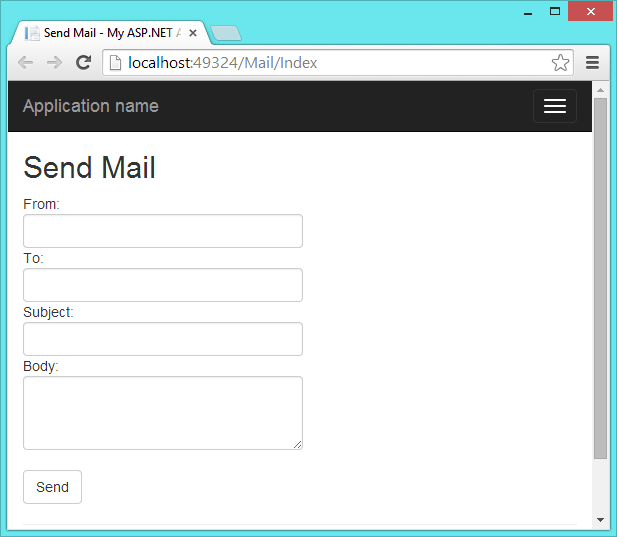 Send Mail - My ASP.NET A
localhost:49324/Mail/Index
Application name
Send Mail
From:
To:
Subject:
Body:
Send